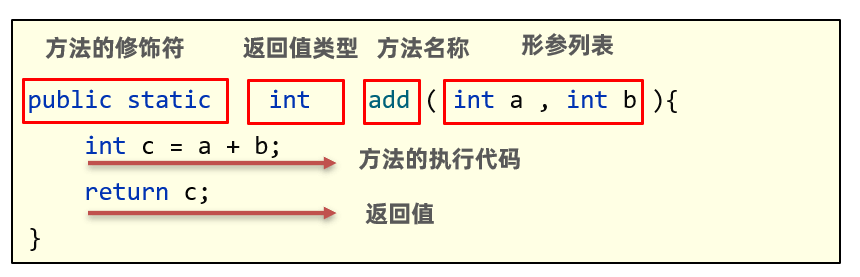 方法的修饰符 返回值类型 方法名称 形参列表
public static int add ( int a , int b ){
int c = a + b;
方法的执行代码
return c;
返回值
}